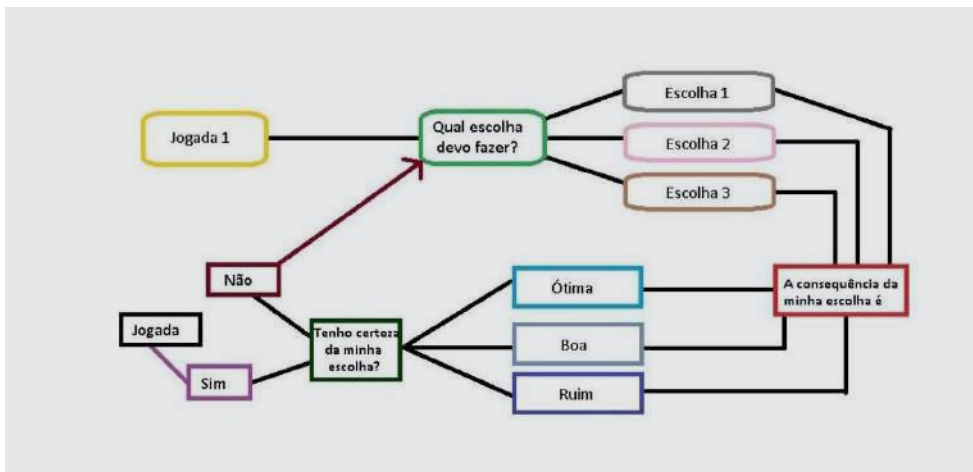 Jogada 1
Qual escolha
devo fazer?
Escolha 1
Escolha 2
Escolha 3
A consequência da
minha escolha é
Ótima
Boa
Ruim
Tenho certeza
da minha
escolha?
Não
Sim
Jogada